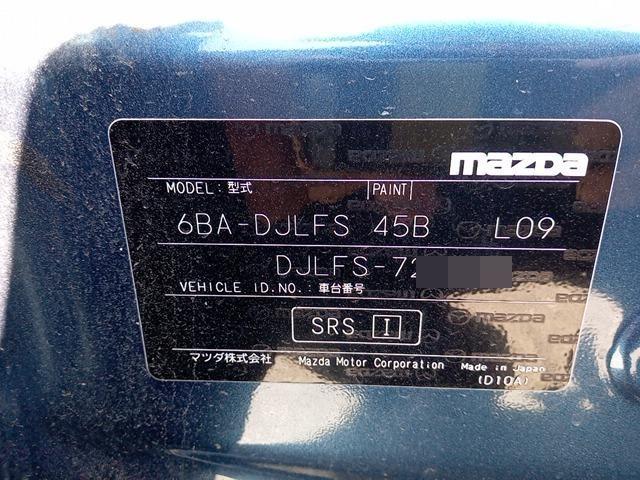 mazda
MODEL: 型式 PAINT
6BA-DJLFS 45B L09
DJLFS-72
VEHICLE ID.NO.: 車台番号
SRS I
マツダ株式会社 Mazda Motor Corporation Made in Japan
(D10A)